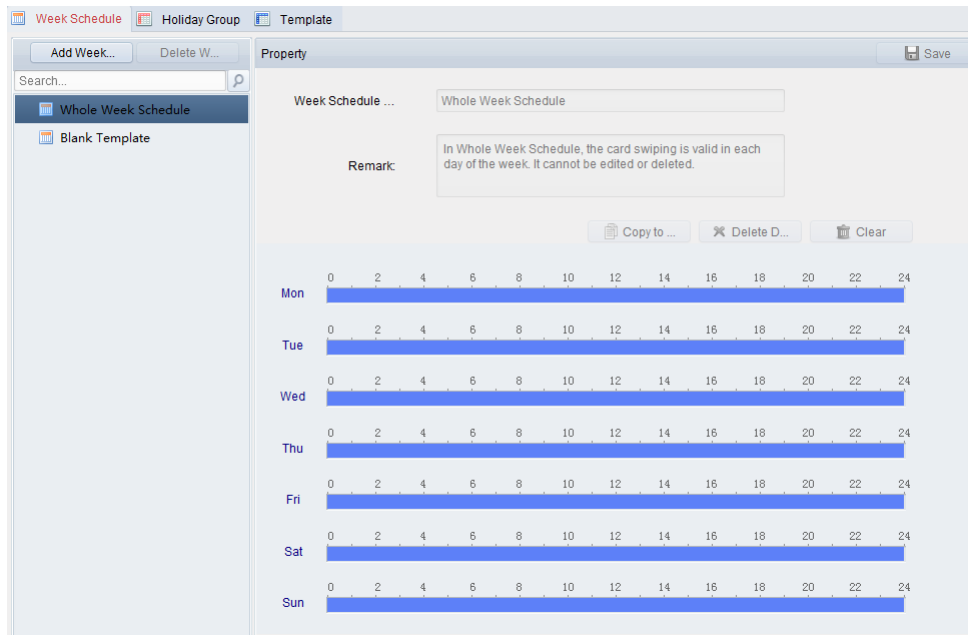 Week Schedule Holiday Group Template
Add Week... Delete W...
Search...
Whole Week Schedule
Blank Template
Property Save
Week Schedule ... Whole Week Schedule
Remark: In Whole Week Schedule, the card swiping is valid in each
day of the week. It cannot be edited or deleted.
Copy to ... Delete D... Clear
0 2 4 6 8 10 12 14 16 18 20 22 24
Mon
0 2 4 6 8 10 12 14 16 18 20 22 24
Tue
0 2 4 6 8 10 12 14 16 18 20 22 24
Wed
0 2 4 6 8 10 12 14 16 18 20 22 24
Thu
0 2 4 6 8 10 12 14 16 18 20 22 24
Fri
0 2 4 6 8 10 12 14 16 18 20 22 24
Sat
0 2 4 6 8 10 12 14 16 18 20 22 24
Sun